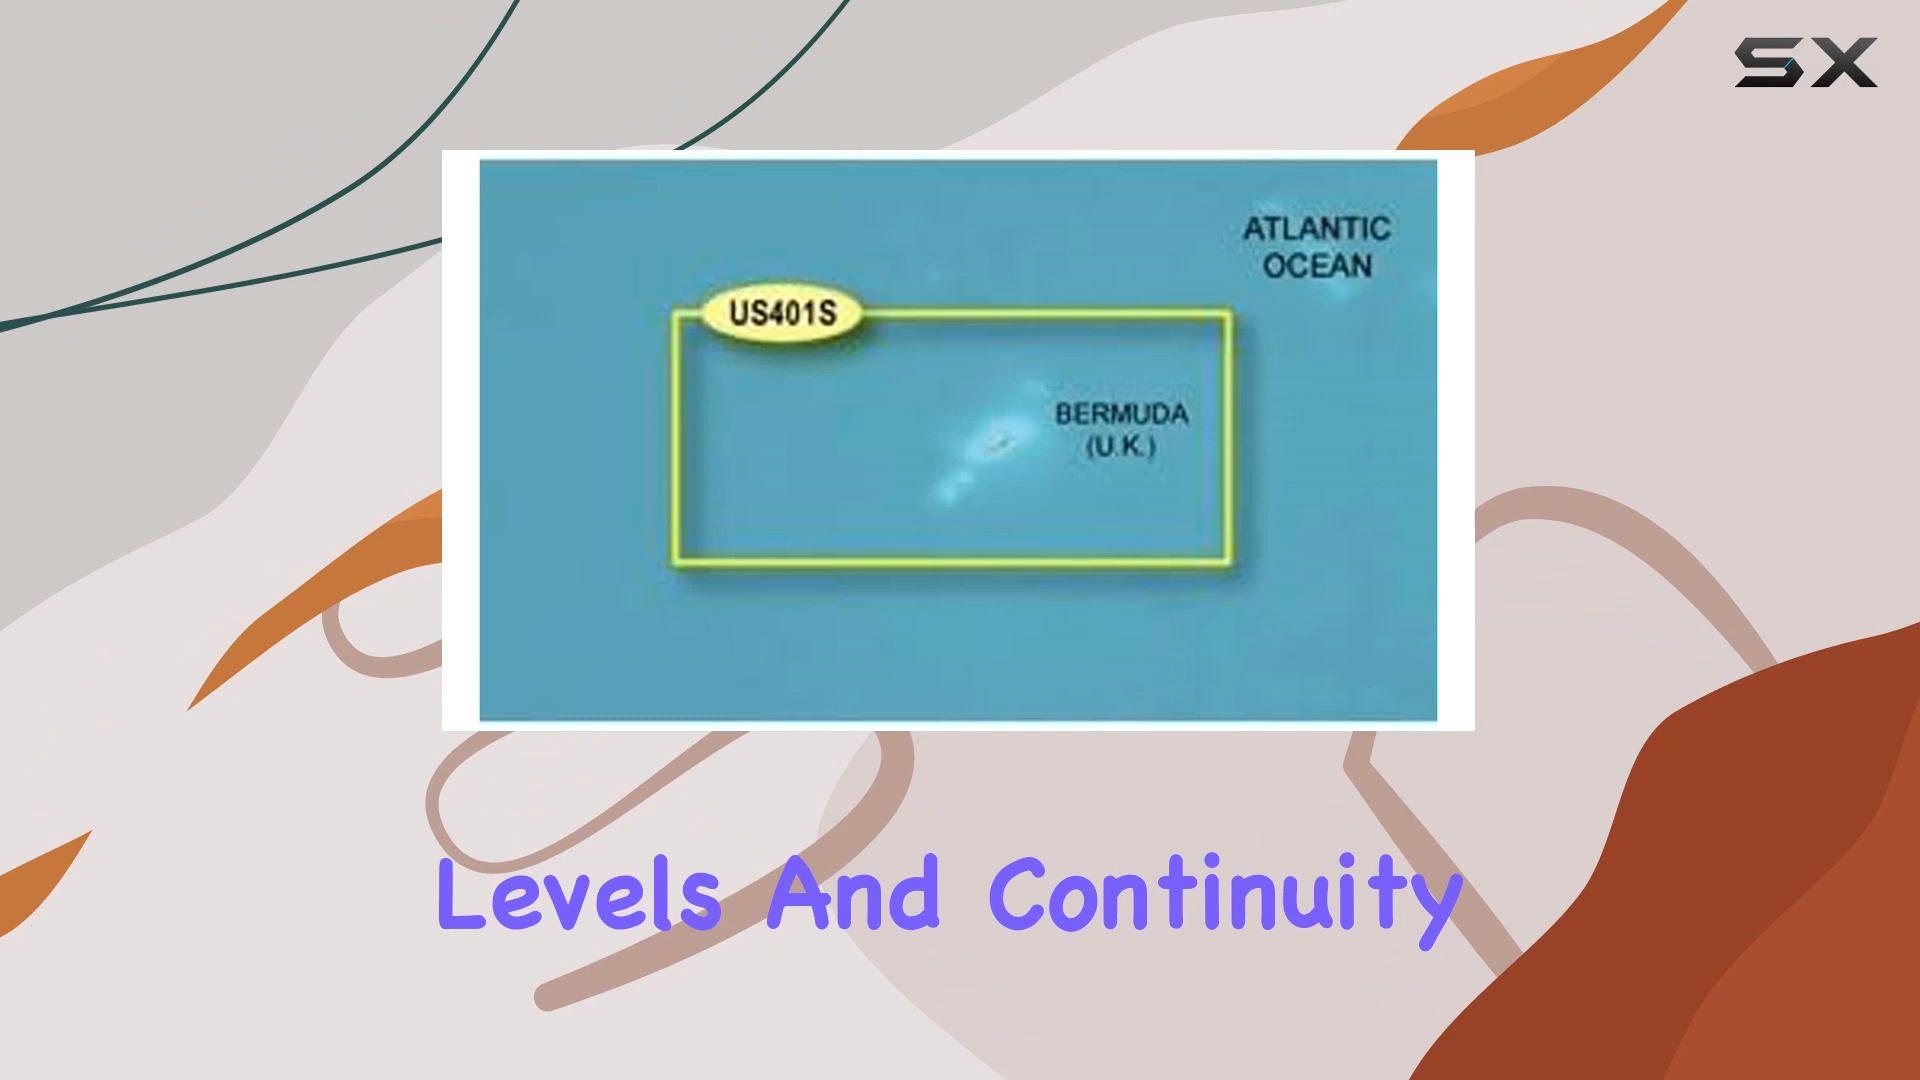 SX
ATLANTIC
OCEAN
US401S
BERMUDA
(U.K.)
Levels And Continuity